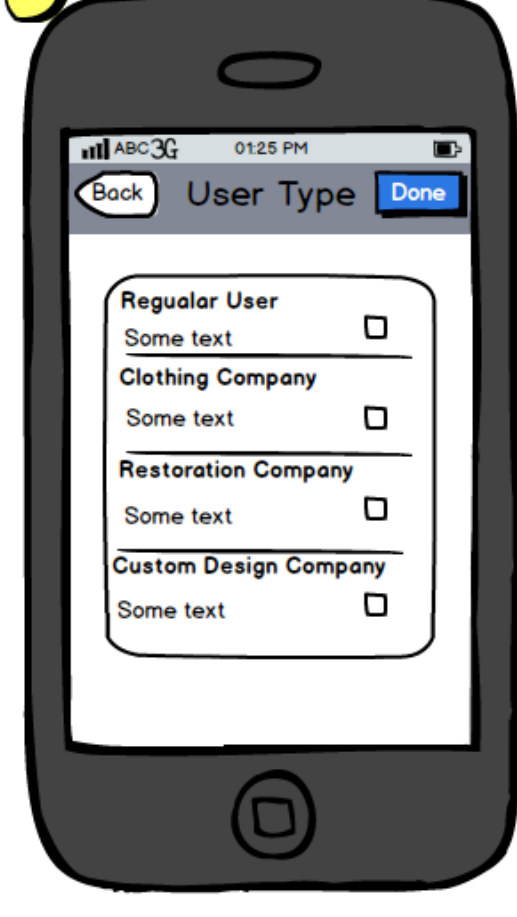 ABC 3G 01:25 PM
Back User Type Done
Regualar User
Some text
Clothing Company
Some text
Restoration Company
Some text
Custom Design Company
Some text